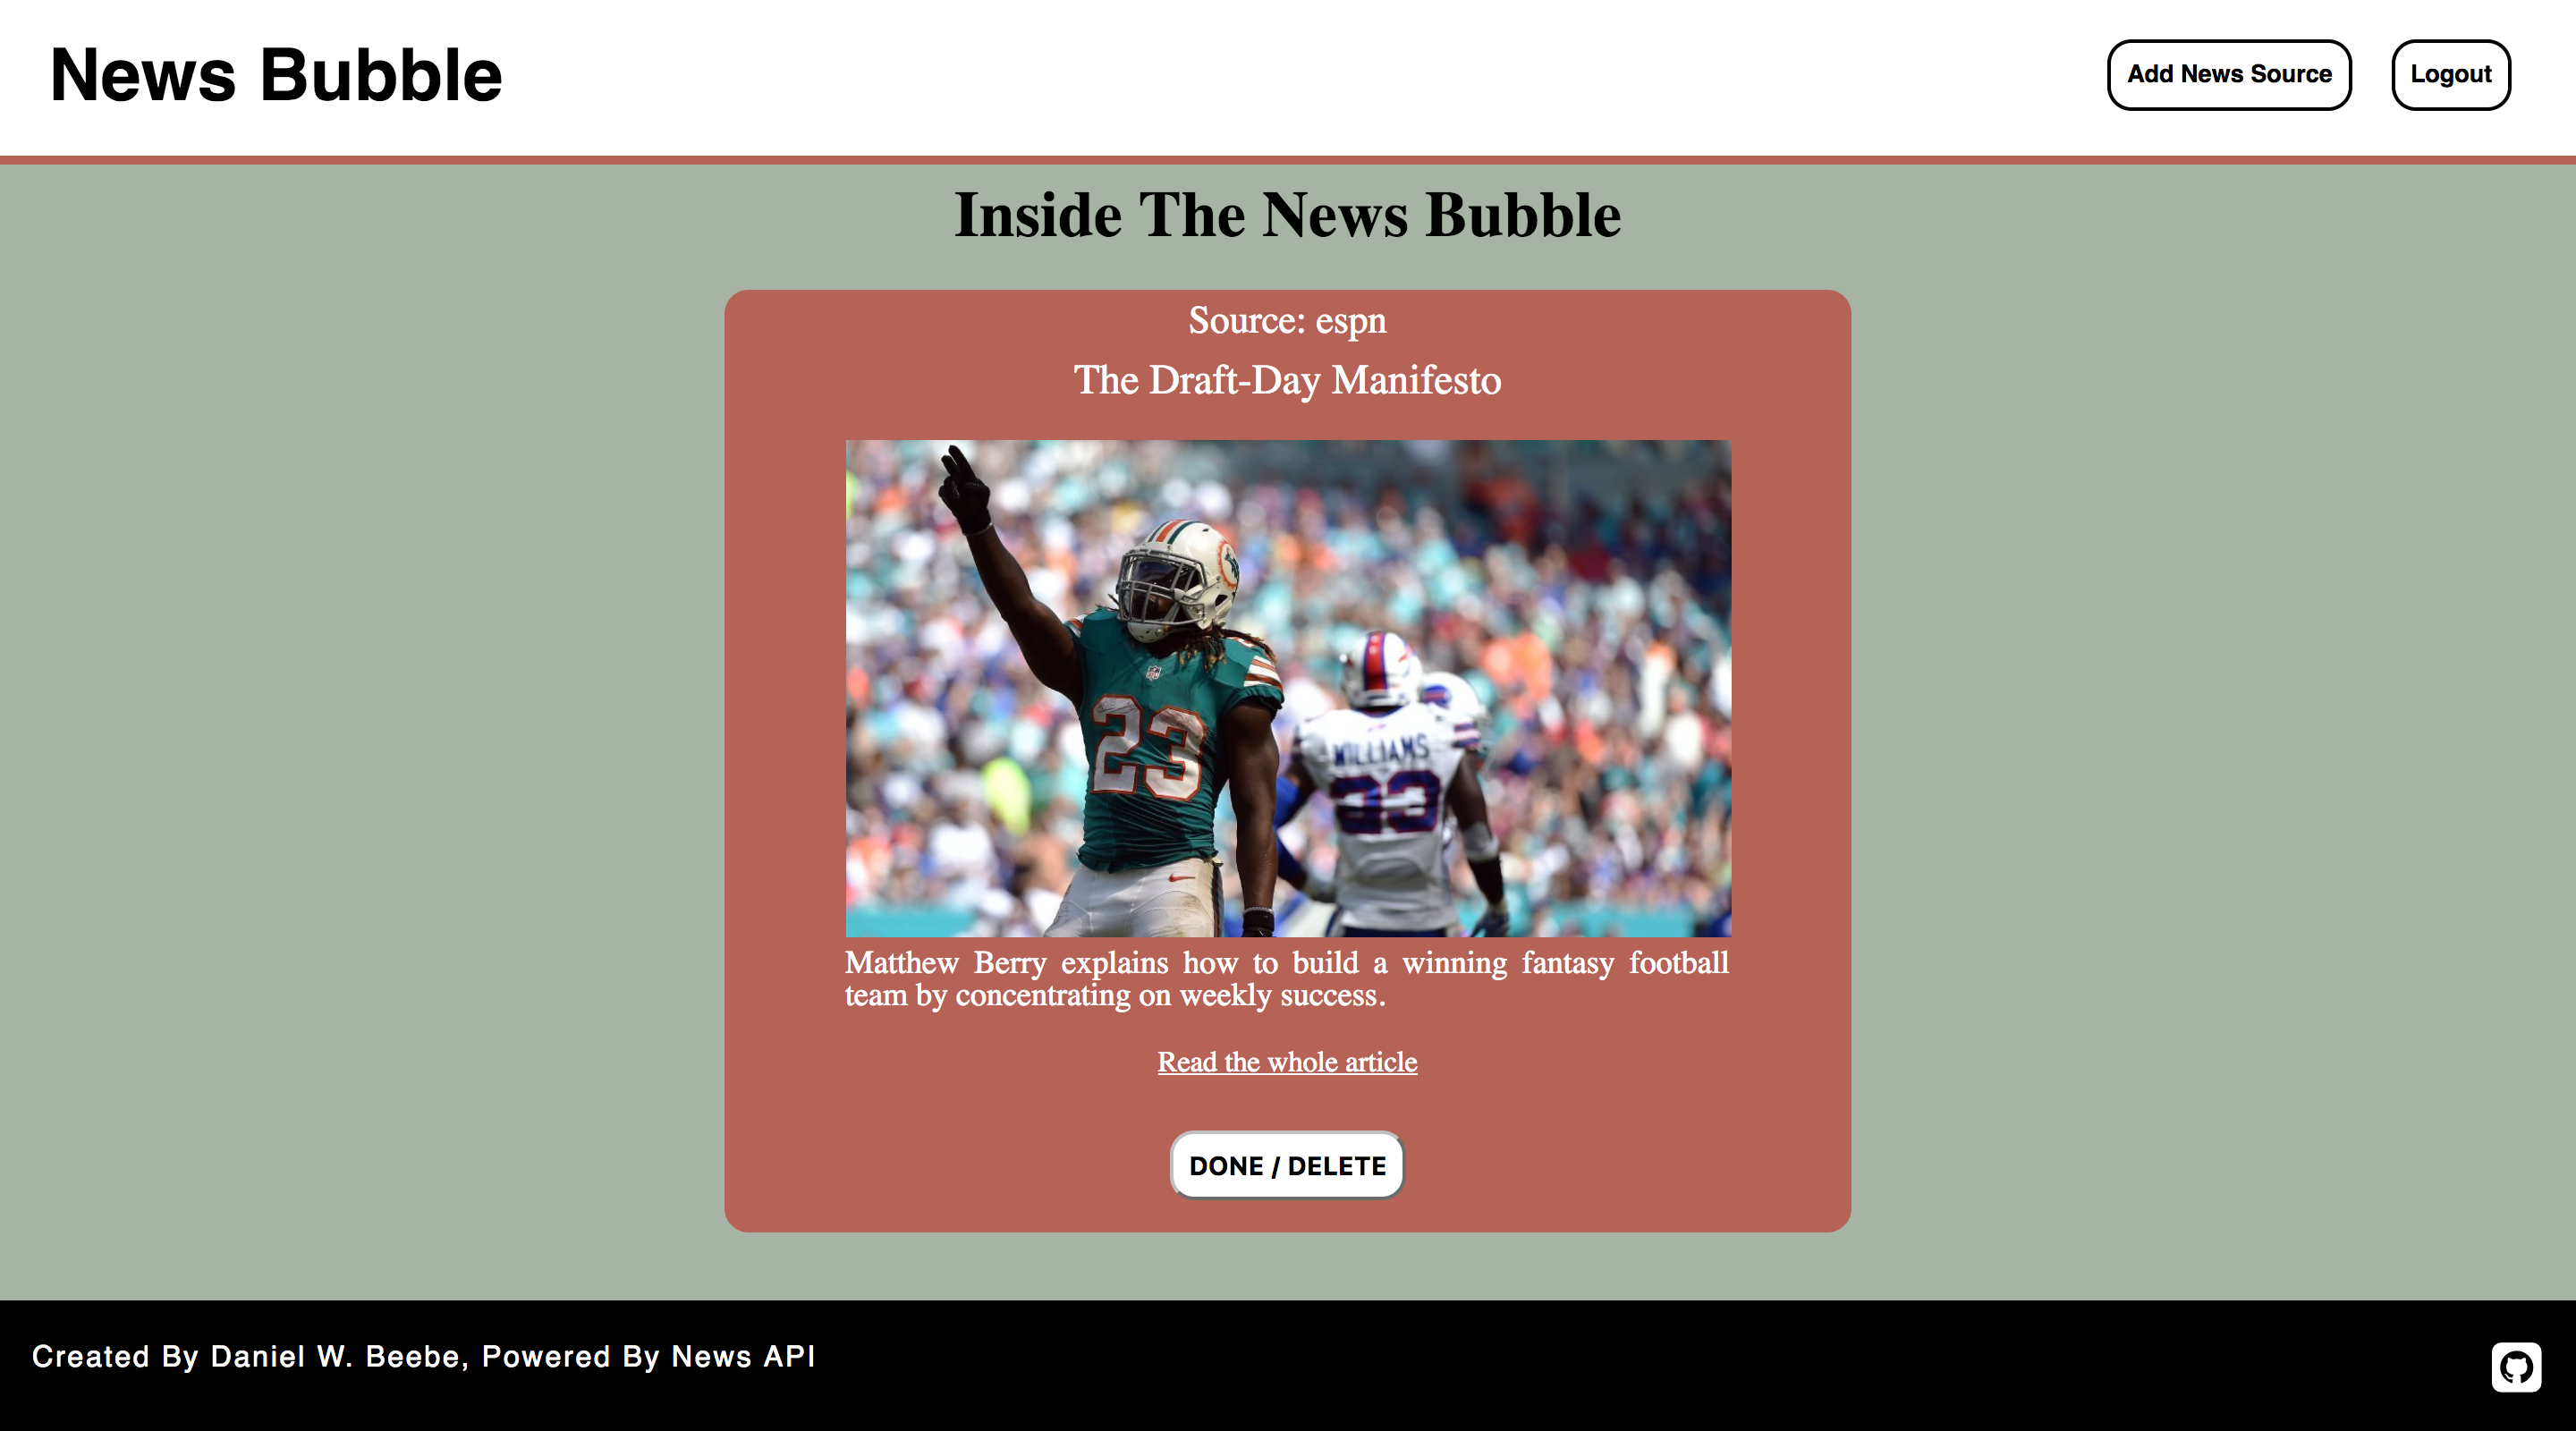 News Bubble
Add News Source
Logout
Inside The News Bubble
Source: espn
The Draft-Day Manifesto
23
WILLIAMS
33
Matthew Berry explains how to build a winning fantasy football
team by concentrating on weekly success.
Read the whole article
DONE / DELETE
Created By Daniel W. Beebe, Powered By News API